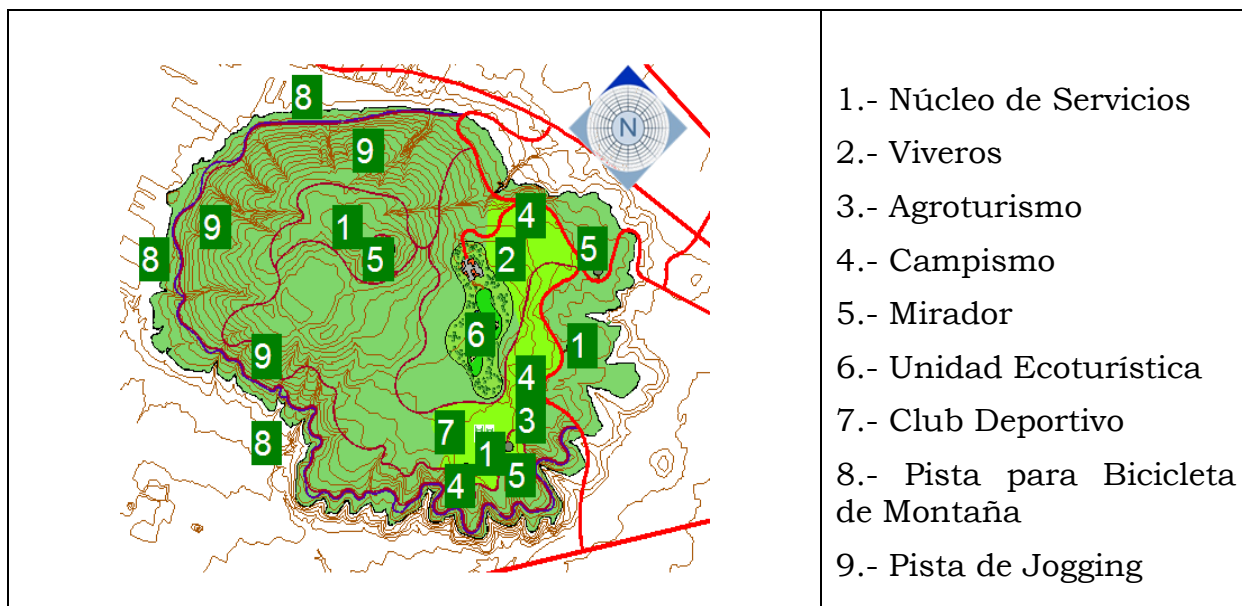 8
N
9
4
9
1
5
8
5
2
6
1
9
4
3
7
8
1
5
4
1.- Núcleo de Servicios
2.- Viveros
3.- Agroturismo
4.- Campismo
5.- Mirador
6.- Unidad Ecoturística
7.- Club Deportivo
8.- Pista para Bicicleta
de Montaña
9.- Pista de Jogging